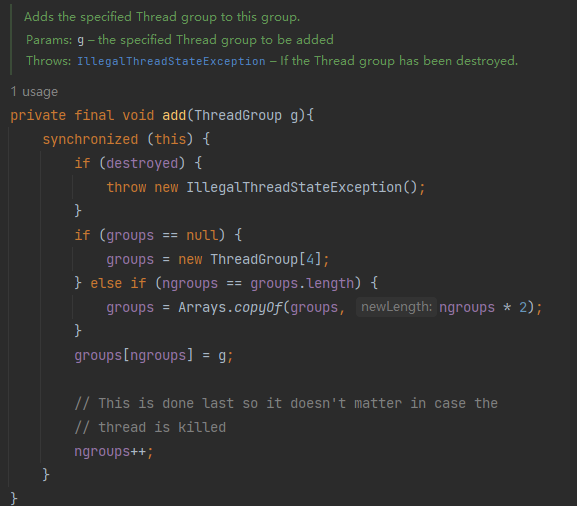 Adds the specified Thread group to this group.
Params: g – the specified Thread group to be added
Throws: IllegalThreadStateException – If the Thread group has been destroyed.
1 usage
private final void add(ThreadGroup g){
    synchronized (this) {
        if (destroyed) {
            throw new IllegalThreadStateException();
        }
        if (groups == null) {
            groups = new ThreadGroup[4];
        } else if (ngroups == groups.length) {
            groups = Arrays.copyOf(groups, newLength: ngroups * 2);
        }
        groups[ngroups] = g;

        // This is done last so it doesn't matter in case the
        // thread is killed
        ngroups++;
    }
}